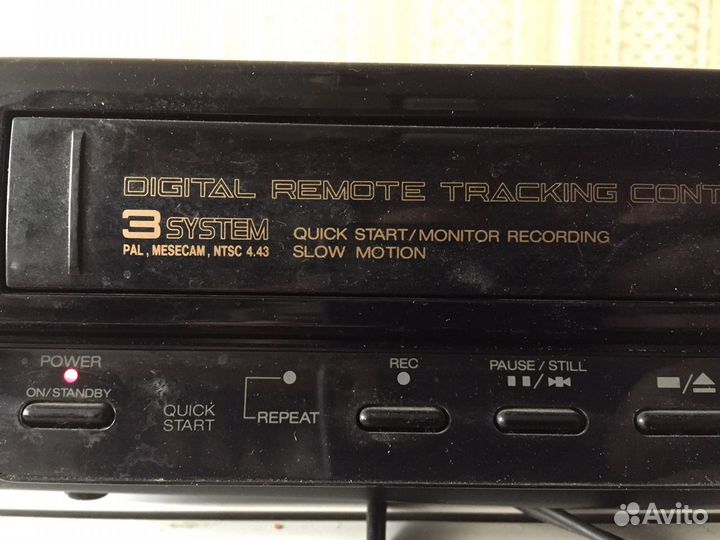 DIGITAL REMOTE TRACKING CONT
3 SYSTEM
PAL, MESECAM, NTSC 4.43
QUICK START/MONITOR RECORDING
SLOW MOTION
POWER
ON/STANDBY
QUICK
START
REPEAT
REC
PAUSE / STILL
Avito